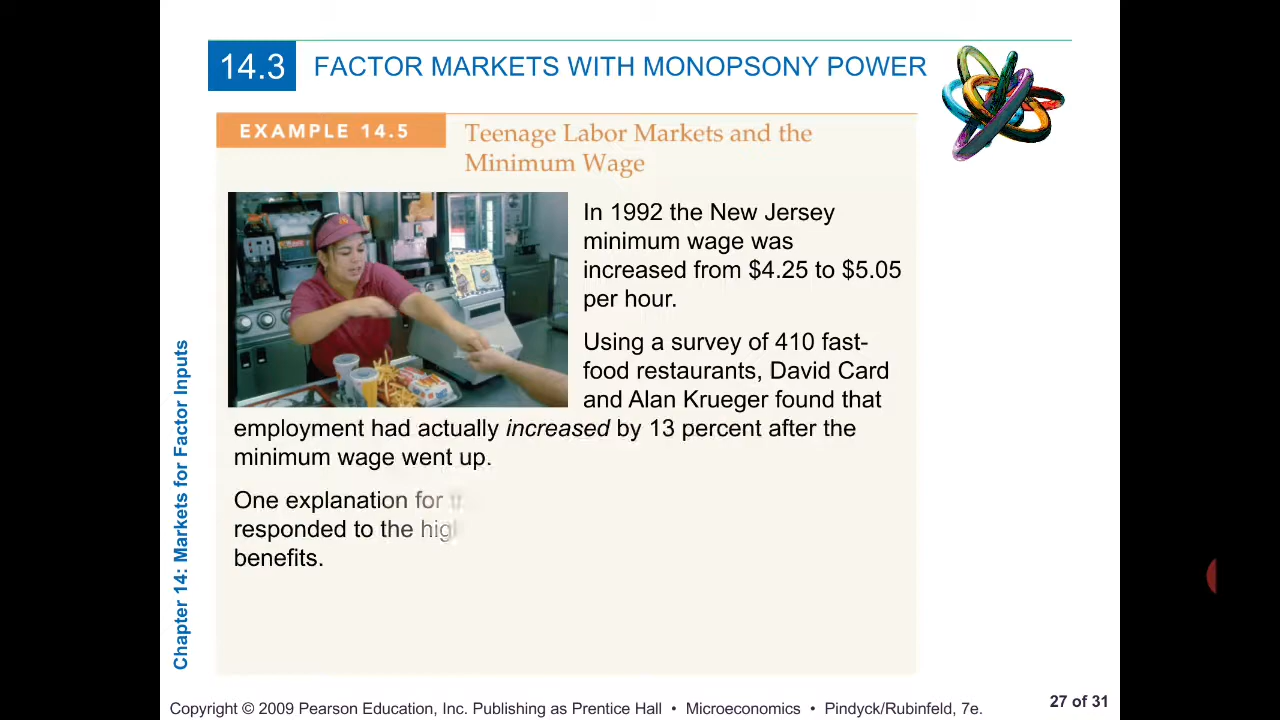 14.3 FACTOR MARKETS WITH MONOPSONY POWER
EXAMPLE 14.5
Teenage Labor Markets and the
Minimum Wage
In 1992 the New Jersey
minimum wage was
increased from $4.25 to $5.05
per hour.
Using a survey of 410 fast-
food restaurants, David Card
and Alan Krueger found that
employment had actually increased by 13 percent after the
minimum wage went up.
One explanation for
responded to the
benefits.
Chapter 14: Markets for Factor Inputs
Copyright © 2009 Pearson Education, Inc. Publishing as Prentice Hall • Microeconomics • Pindyck/Rubinfeld, 7e.
27 of 31